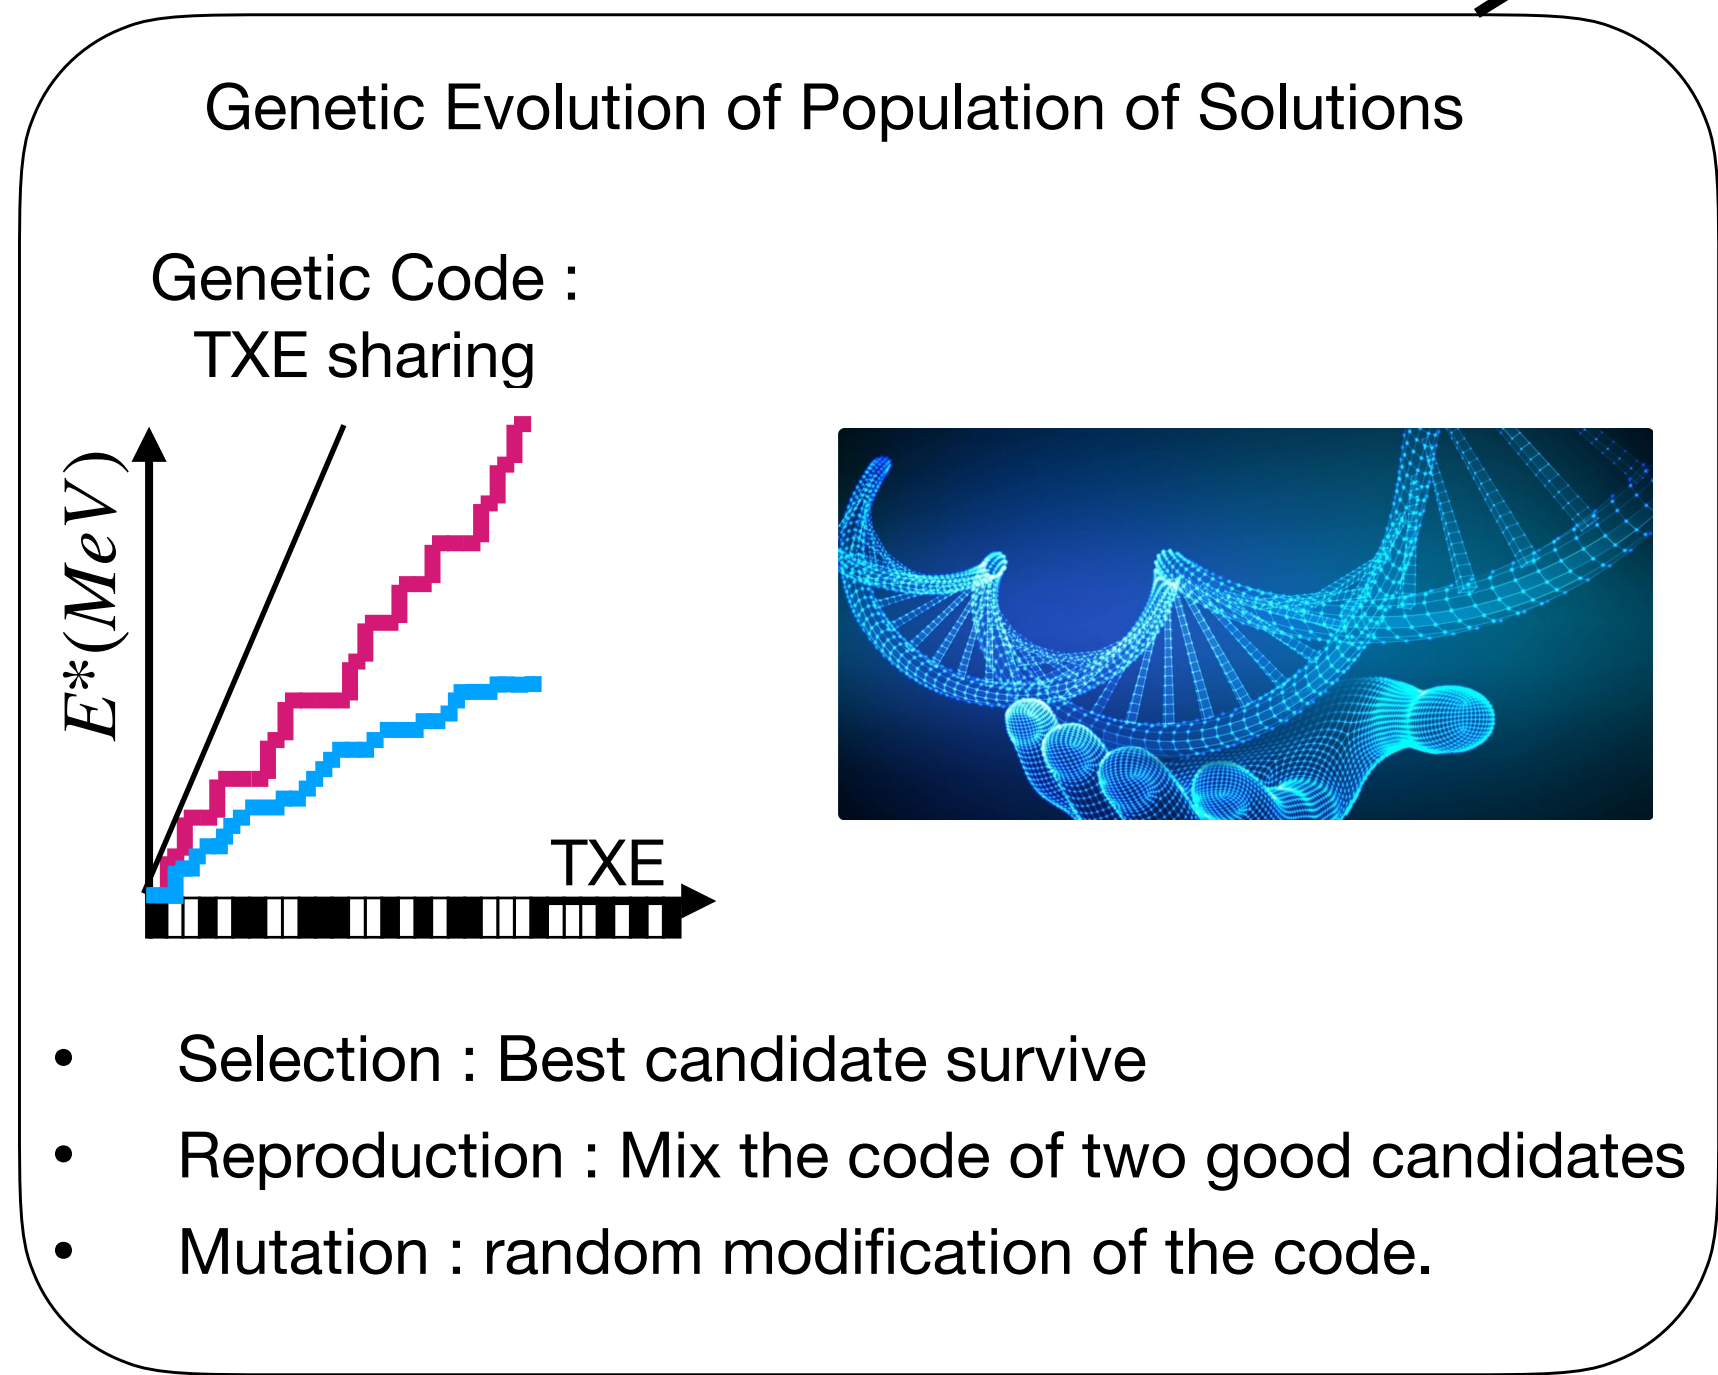 Genetic Evolution of Population of Solutions
Genetic Code :
TXE sharing
E*(MeV)
TXE
• Selection : Best candidate survive
• Reproduction : Mix the code of two good candidates
• Mutation : random modification of the code.